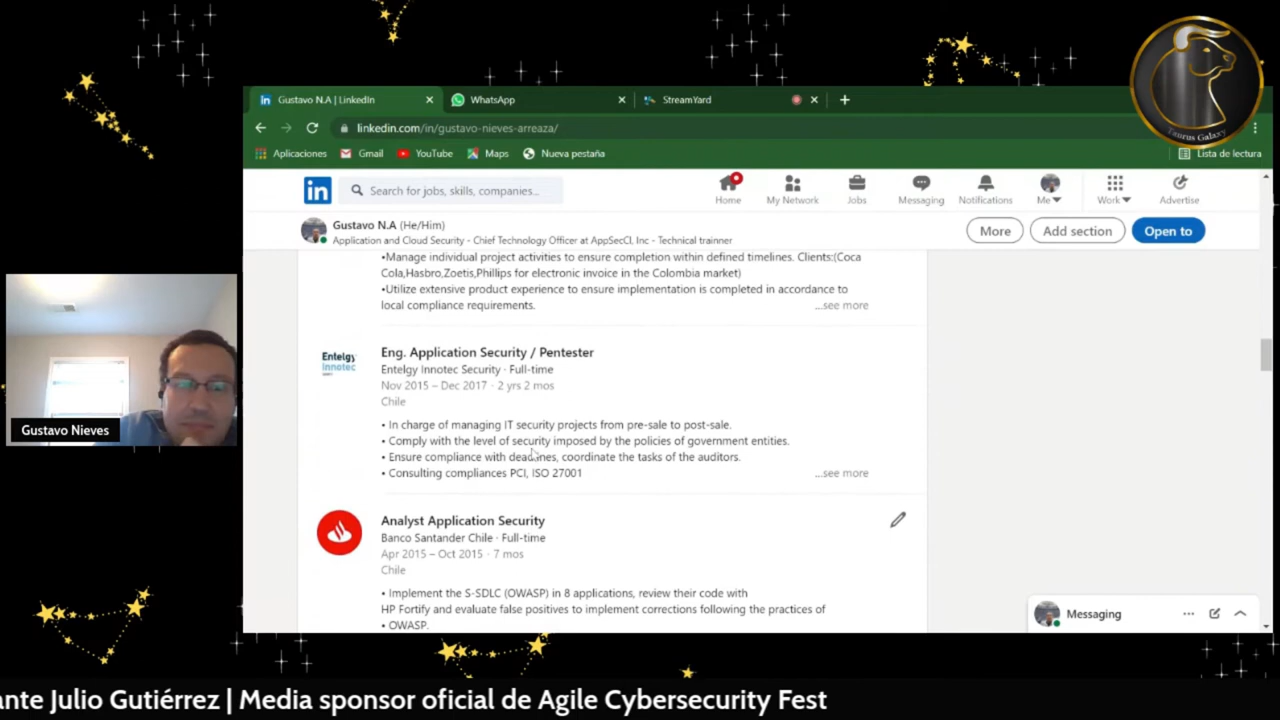 Taurus Galaxy
Gustavo N.A | LinkedIn
WhatsApp
StreamYard
linkedin.com/in/gustavo-nieves-arreaza/
Aplicaciones
Gmail
YouTube
Maps
Nueva pestaña
Lista de lectura
in
Search for jobs, skills, companies...
Home
My Network
Jobs
Messaging
Notifications
Me
Work
Advertise
Gustavo N.A (He/Him)
Application and Cloud Security - Chief Technology Officer at AppSecCl, Inc - Technical trainner
More
Add section
Open to
•Manage individual project activities to ensure completion within defined timelines. Clients:(Coca
Cola,Hasbro,Zoetis,Phillips for electronic invoice in the Colombia market)
•Utilize extensive product experience to ensure implementation is completed in accordance to
local compliance requirements.
...see more
Entelgy
Innotec
Eng. Application Security / Pentester
Entelgy Innotec Security · Full-time
Nov 2015 – Dec 2017 · 2 yrs 2 mos
Chile
• In charge of managing IT security projects from pre-sale to post-sale.
• Comply with the level of security imposed by the policies of government entities.
• Ensure compliance with deadlines, coordinate the tasks of the auditors.
• Consulting compliances PCI, ISO 27001
...see more
Analyst Application Security
Banco Santander Chile · Full-time
Apr 2015 – Oct 2015 · 7 mos
Chile
• Implement the S-SDLC (OWASP) in 8 applications, review their code with
HP Fortify and evaluate false positives to implement corrections following the practices of
• OWASP.
Messaging
Gustavo Nieves
ante Julio Gutiérrez | Media sponsor oficial de Agile Cybersecurity Fest